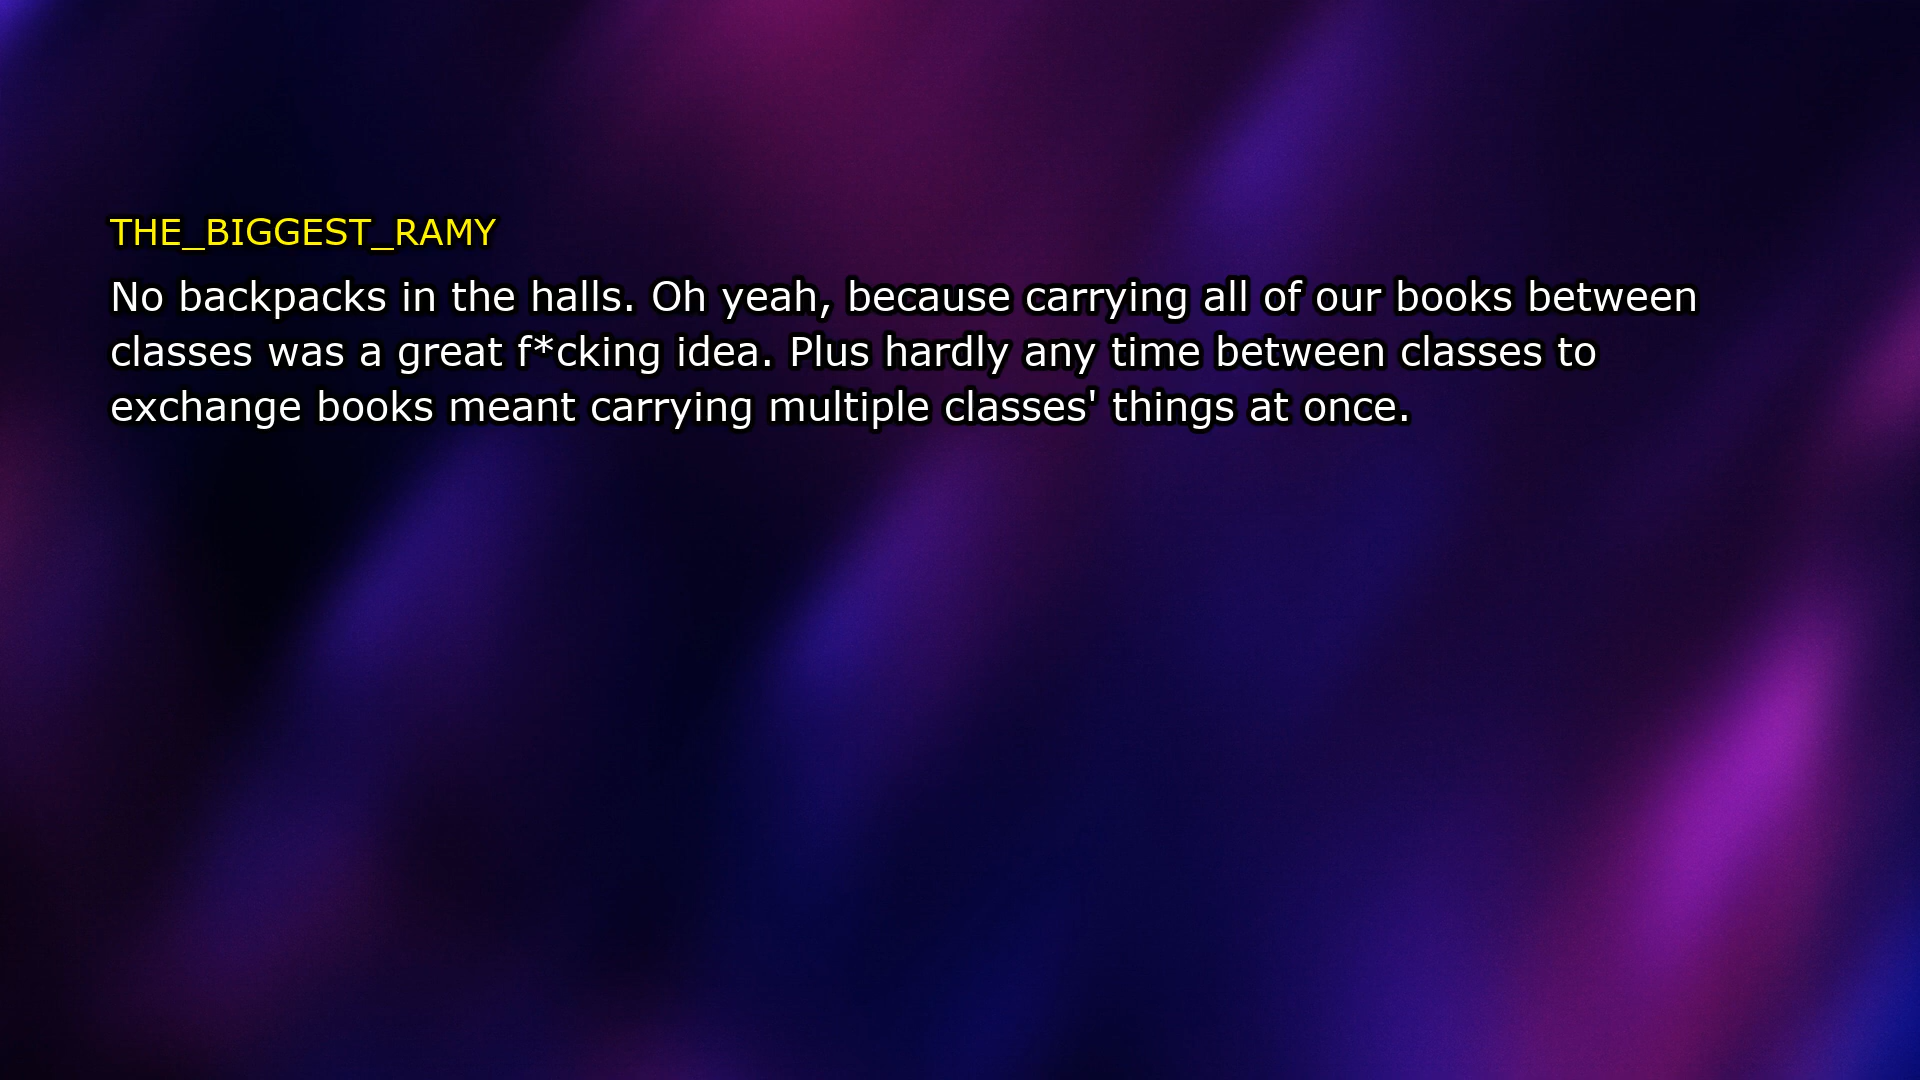 THE_BIGGEST_RAMY
No backpacks in the halls. Oh yeah, because carrying all of our books between
classes was a great f*cking idea. Plus hardly any time between classes to
exchange books meant carrying multiple classes' things at once.